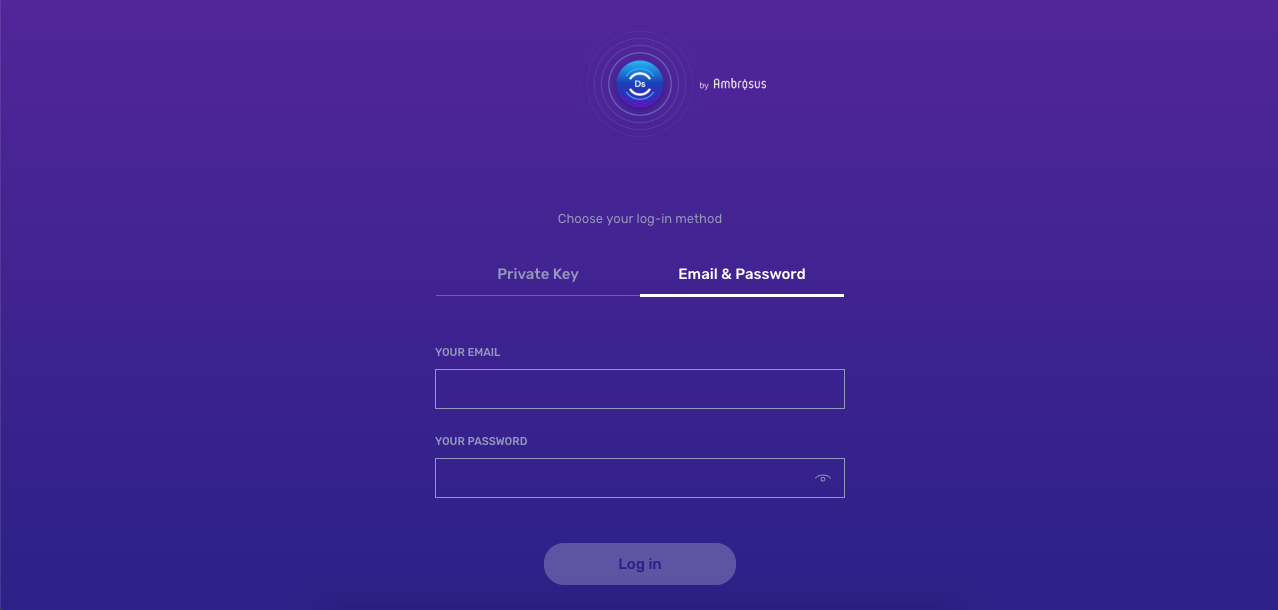 Ds
by Ambrosus
Choose your log-in method
Private Key
Email & Password
YOUR EMAIL
YOUR PASSWORD
Log in